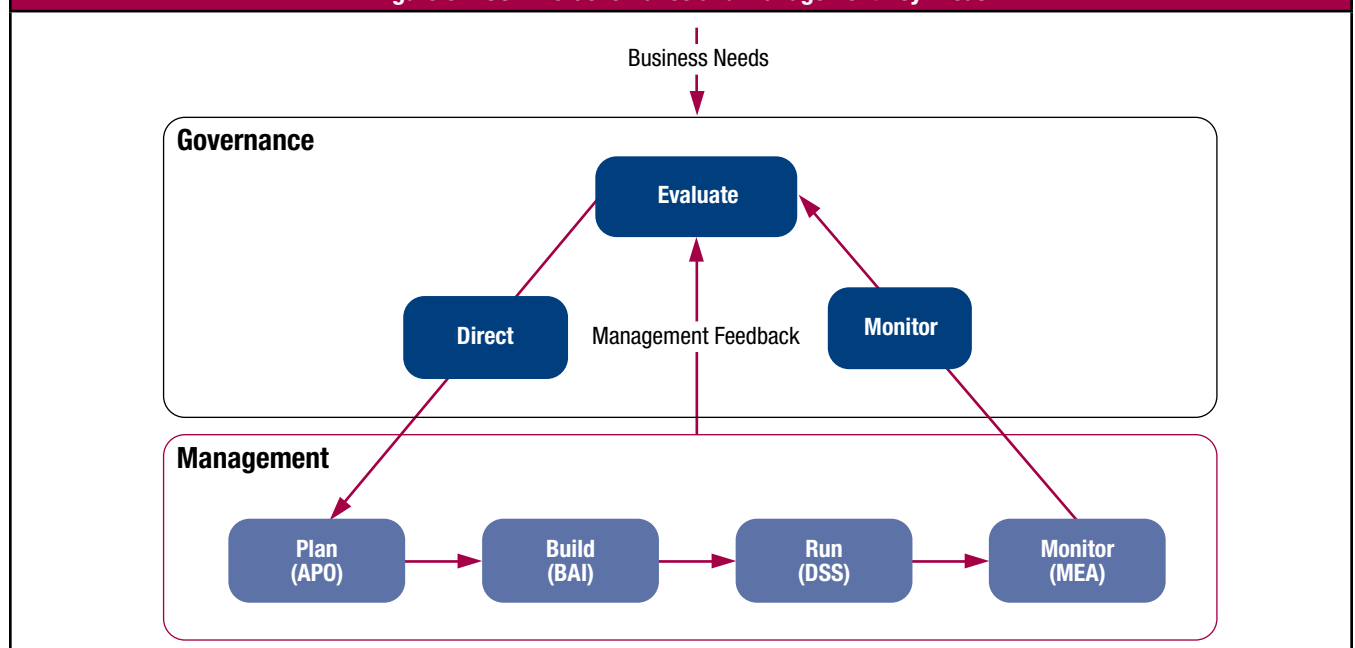 Business Needs
Governance
Evaluate
Direct
Management Feedback
Monitor
Management
Plan
(APO)
Build
(BAI)
Run
(DSS)
Monitor
(MEA)